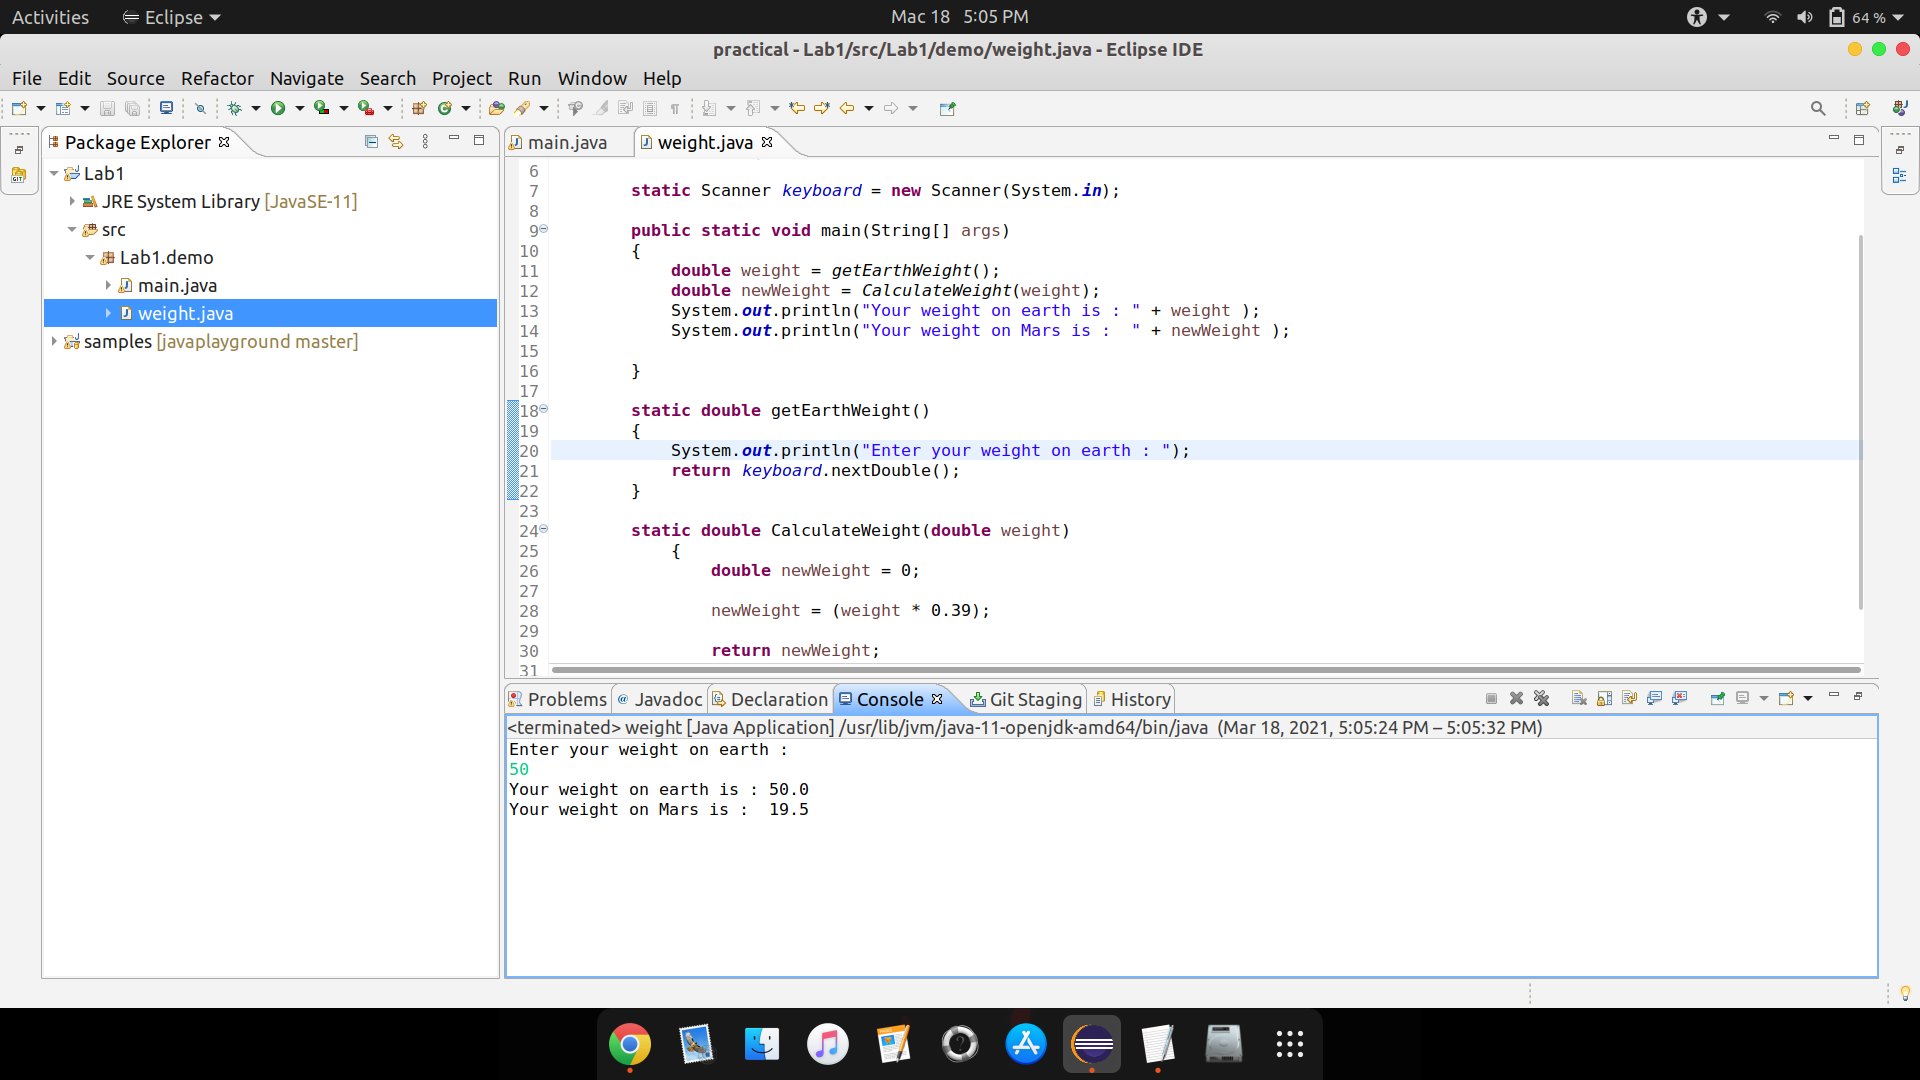 Activities Eclipse Mac 18 5:05 PM 64 %
practical - Lab1/src/Lab1/demo/weight.java - Eclipse IDE
File Edit Source Refactor Navigate Search Project Run Window Help
Package Explorer
Lab1
JRE System Library [JavaSE-11]
src
Lab1.demo
main.java
weight.java
samples [javaplayground master]
main.java weight.java
6
7 static Scanner keyboard = new Scanner(System.in);
8
9 public static void main(String[] args)
10 {
11 double weight = getEarthWeight();
12 double newWeight = CalculateWeight(weight);
13 System.out.println("Your weight on earth is : " + weight );
14 System.out.println("Your weight on Mars is :  " + newWeight );
15
16 }
17
18 static double getEarthWeight()
19 {
20 System.out.println("Enter your weight on earth : ");
21 return keyboard.nextDouble();
22 }
23
24 static double CalculateWeight(double weight)
25 {
26 double newWeight = 0;
27
28 newWeight = (weight * 0.39);
29
30 return newWeight;
31
Problems Javadoc Declaration Console Git Staging History
<terminated> weight [Java Application] /usr/lib/jvm/java-11-openjdk-amd64/bin/java (Mar 18, 2021, 5:05:24 PM – 5:05:32 PM)
Enter your weight on earth :
50
Your weight on earth is : 50.0
Your weight on Mars is :  19.5